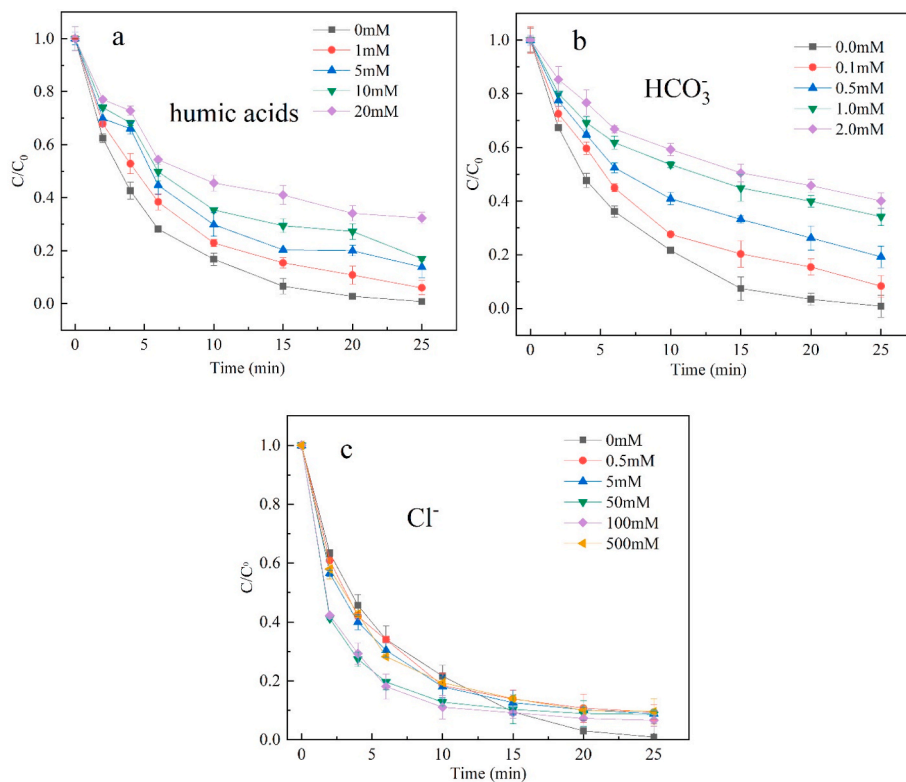 a
humic acids
0mM
1mM
5mM
10mM
20mM
1.0
0.8
0.6
0.4
0.2
0.0
C/C0
0 5 10 15 20 25
Time (min)
b
HCO3-
0.0mM
0.1mM
0.5mM
1.0mM
2.0mM
1.0
0.8
0.6
0.4
0.2
0.0
C/C0
0 5 10 15 20 25
Time (min)
c
Cl-
0mM
0.5mM
5mM
50mM
100mM
500mM
1.0
0.8
0.6
0.4
0.2
0.0
C/C0
0 5 10 15 20 25
Time (min)